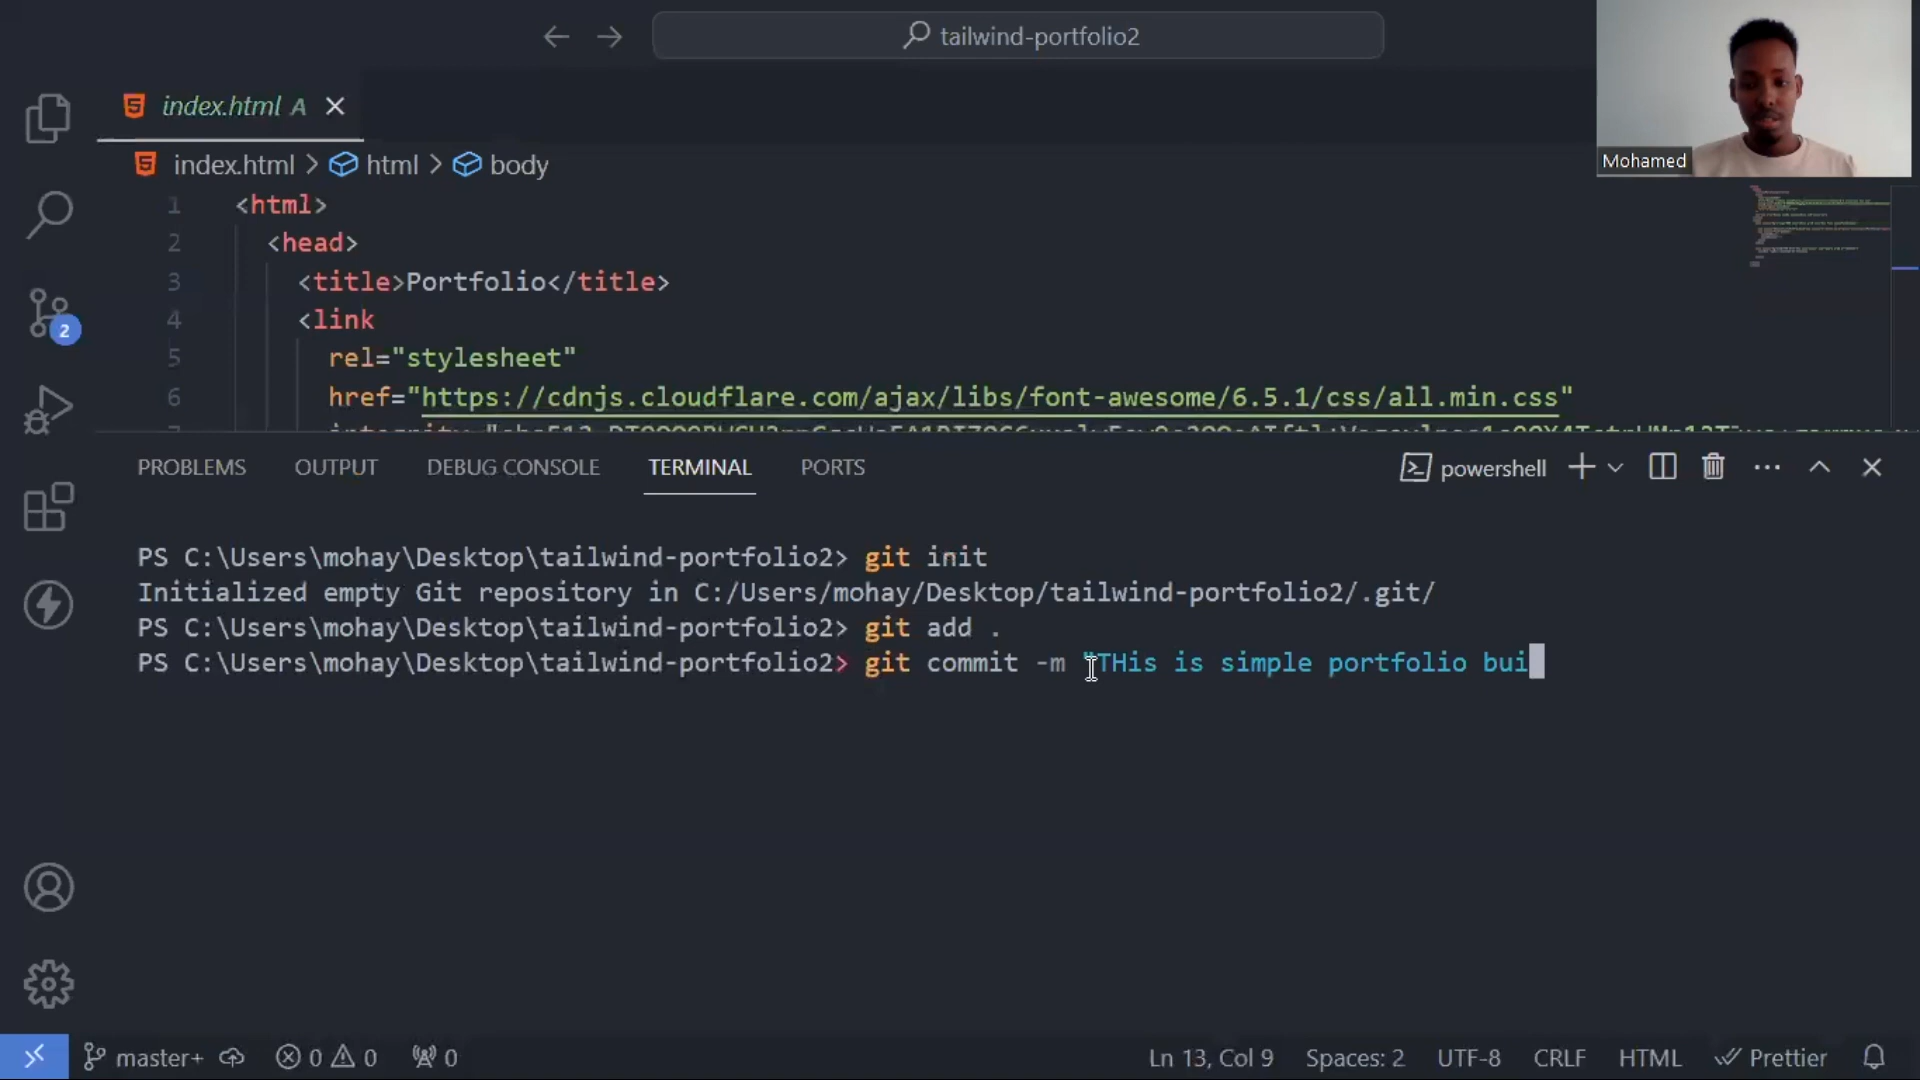 tailwind-portfolio2
Mohamed
index.html A
index.html > html > body
1 <html>
2 <head>
3 <title>Portfolio</title>
4 <link
5 rel="stylesheet"
6 href="https://cdnjs.cloudflare.com/ajax/libs/font-awesome/6.5.1/css/all.min.css"
PROBLEMS OUTPUT DEBUG CONSOLE TERMINAL PORTS powershell
PS C:\Users\mohay\Desktop\tailwind-portfolio2> git init
Initialized empty Git repository in C:/Users/mohay/Desktop/tailwind-portfolio2/.git/
PS C:\Users\mohay\Desktop\tailwind-portfolio2> git add .
PS C:\Users\mohay\Desktop\tailwind-portfolio2> git commit -m "THis is simple portfolio bui
2
master+ 0 0 0 Ln 13, Col 9 Spaces: 2 UTF-8 CRLF HTML Prettier